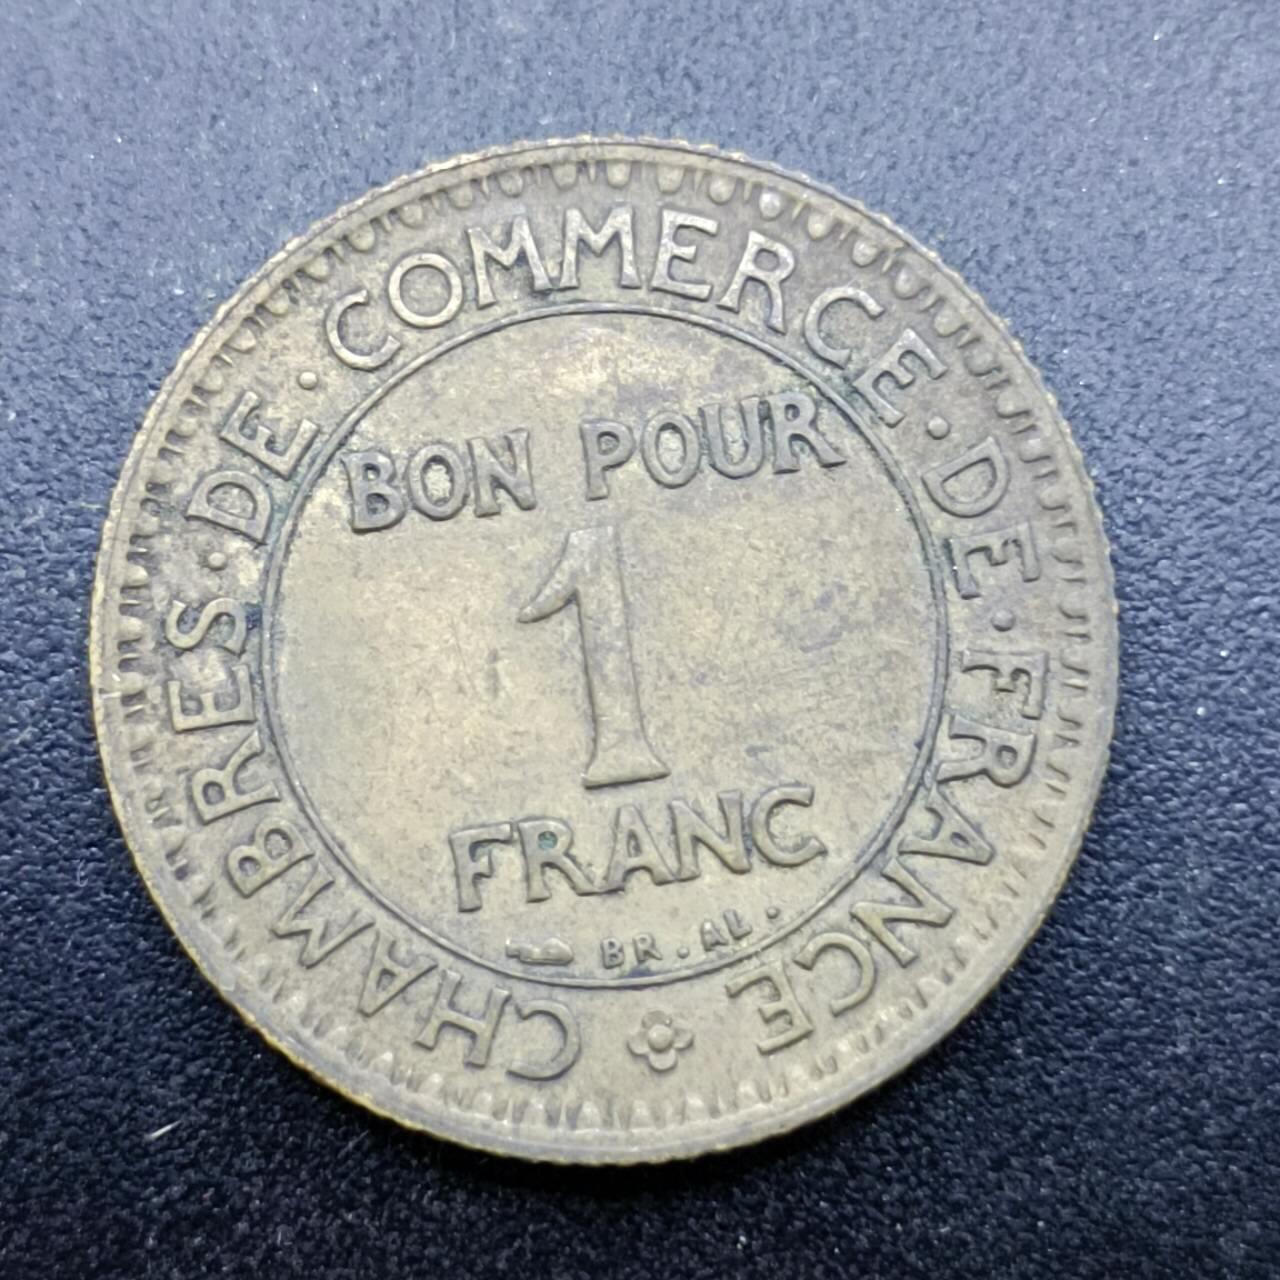 CHAMBRES · DE · COMMERCE · DE · FRANCE
BON POUR
1
FRANC
BR . AL .